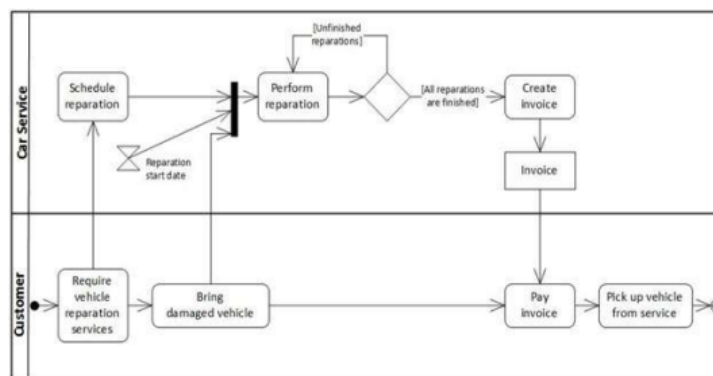 Car Service
[Unfinished
reparations]
Schedule
reparation
Perform
reparation
[All reparations
are finished]
Create
invoice
Reparation
start date
Invoice
Customer
Require
vehicle
reparation
services
Bring
damaged vehicle
Pay
invoice
Pick up vehicle
from service